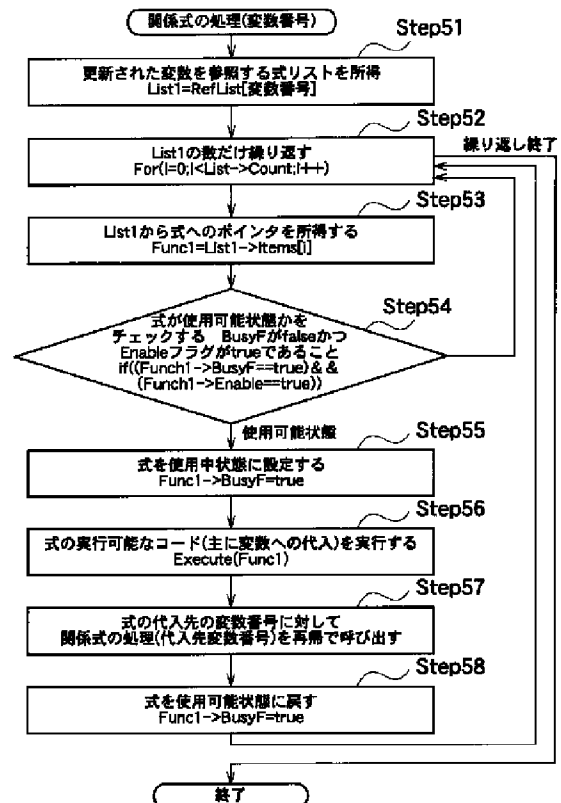 関係式の処理(変数番号)
Step51
更新された変数を参照する式リストを所得
List1=RefList[変数番号]
Step52
繰り返し終了
List1の数だけ繰り返す
For(I=0;I<List->Count;I++)
Step53
List1から式へのポインタを所得する
Func1=List1->Items[I]
Step54
式が使用可能状態かを
チェックする BusyFがfalseかつ
Enableフラグがtrueであること
if((Funch1->BusyF==true)& &
(Funch1->Enable==true))
使用可能状態
Step55
式を使用中状態に設定する
Func1->BusyF=true
Step56
式の実行可能なコード(主に変数への代入)を実行する
Execute(Func1)
Step57
式の代入先の変数番号に対して
関係式の処理(代入先変数番号)を再帰で呼び出す
Step58
式を使用可能状態に戻す
Func1->BusyF=true
終了